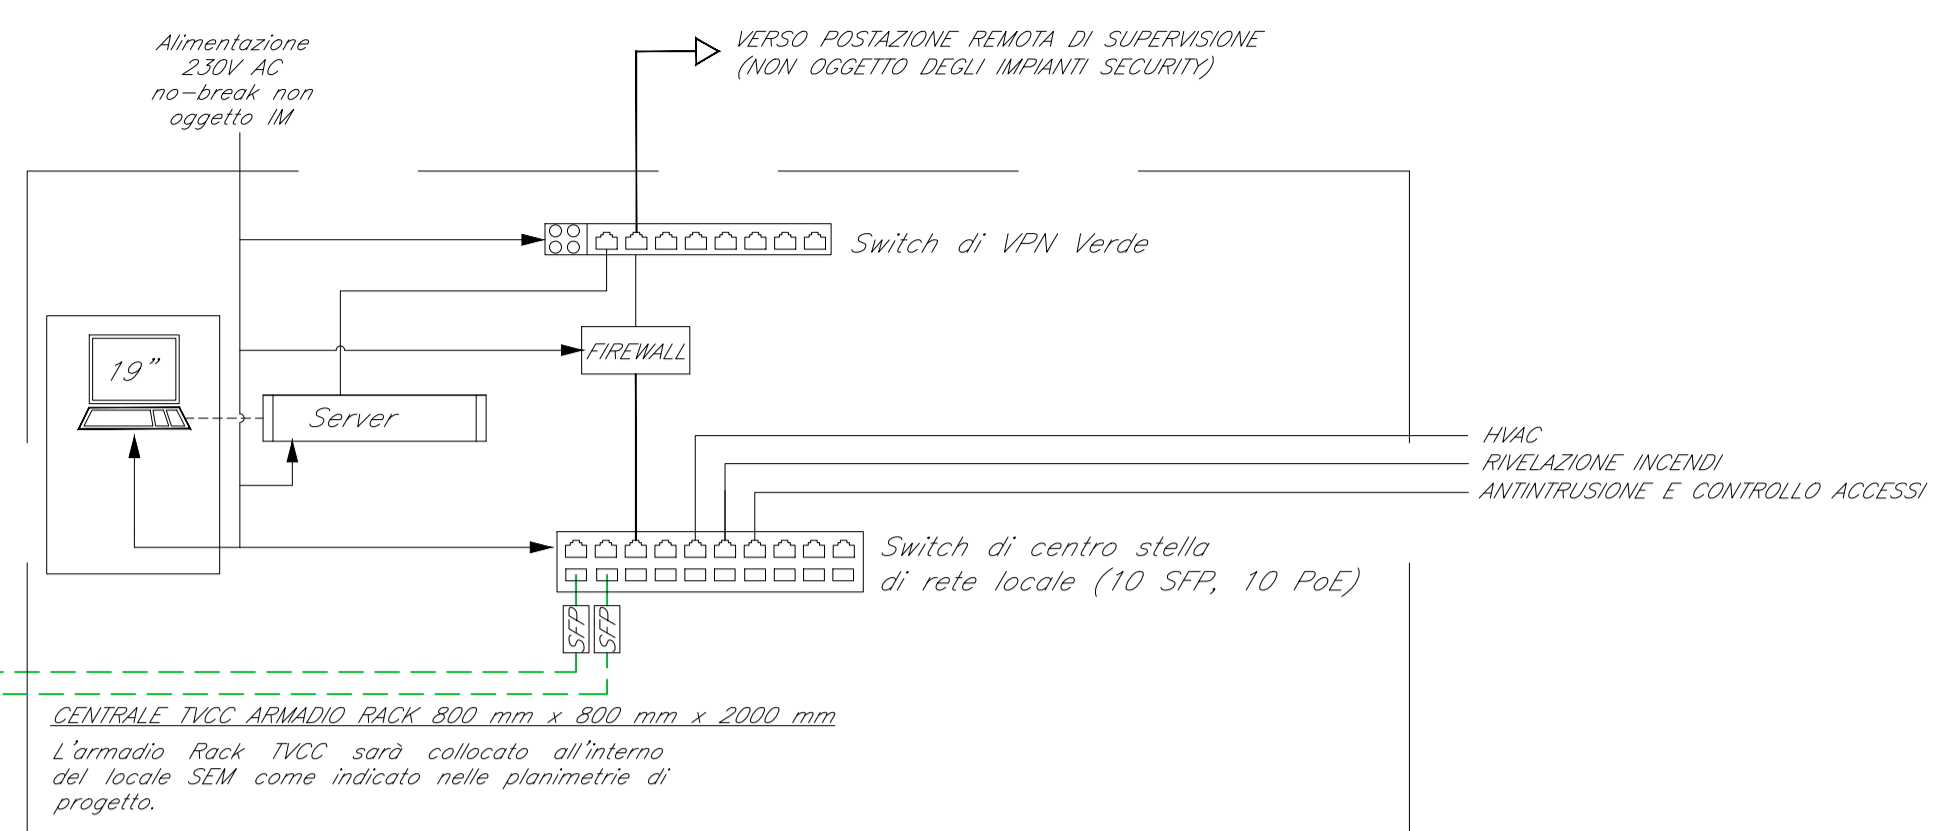 Alimentazione
230V AC
no-break non
oggetto IM
VERSO POSTAZIONE REMOTA DI SUPERVISIONE
(NON OGGETTO DEGLI IMPIANTI SECURITY)
Switch di VPN Verde
FIREWALL
19"
Server
HVAC
RIVELAZIONE INCENDI
ANTINTRUSIONE E CONTROLLO ACCESSI
Switch di centro stella
di rete locale (10 SFP, 10 PoE)
SFP
SFP
CENTRALE TVCC ARMADIO RACK 800 mm x 800 mm x 2000 mm
L'armadio Rack TVCC sarà collocato all'interno
del locale SEM come indicato nelle planimetrie di
progetto.